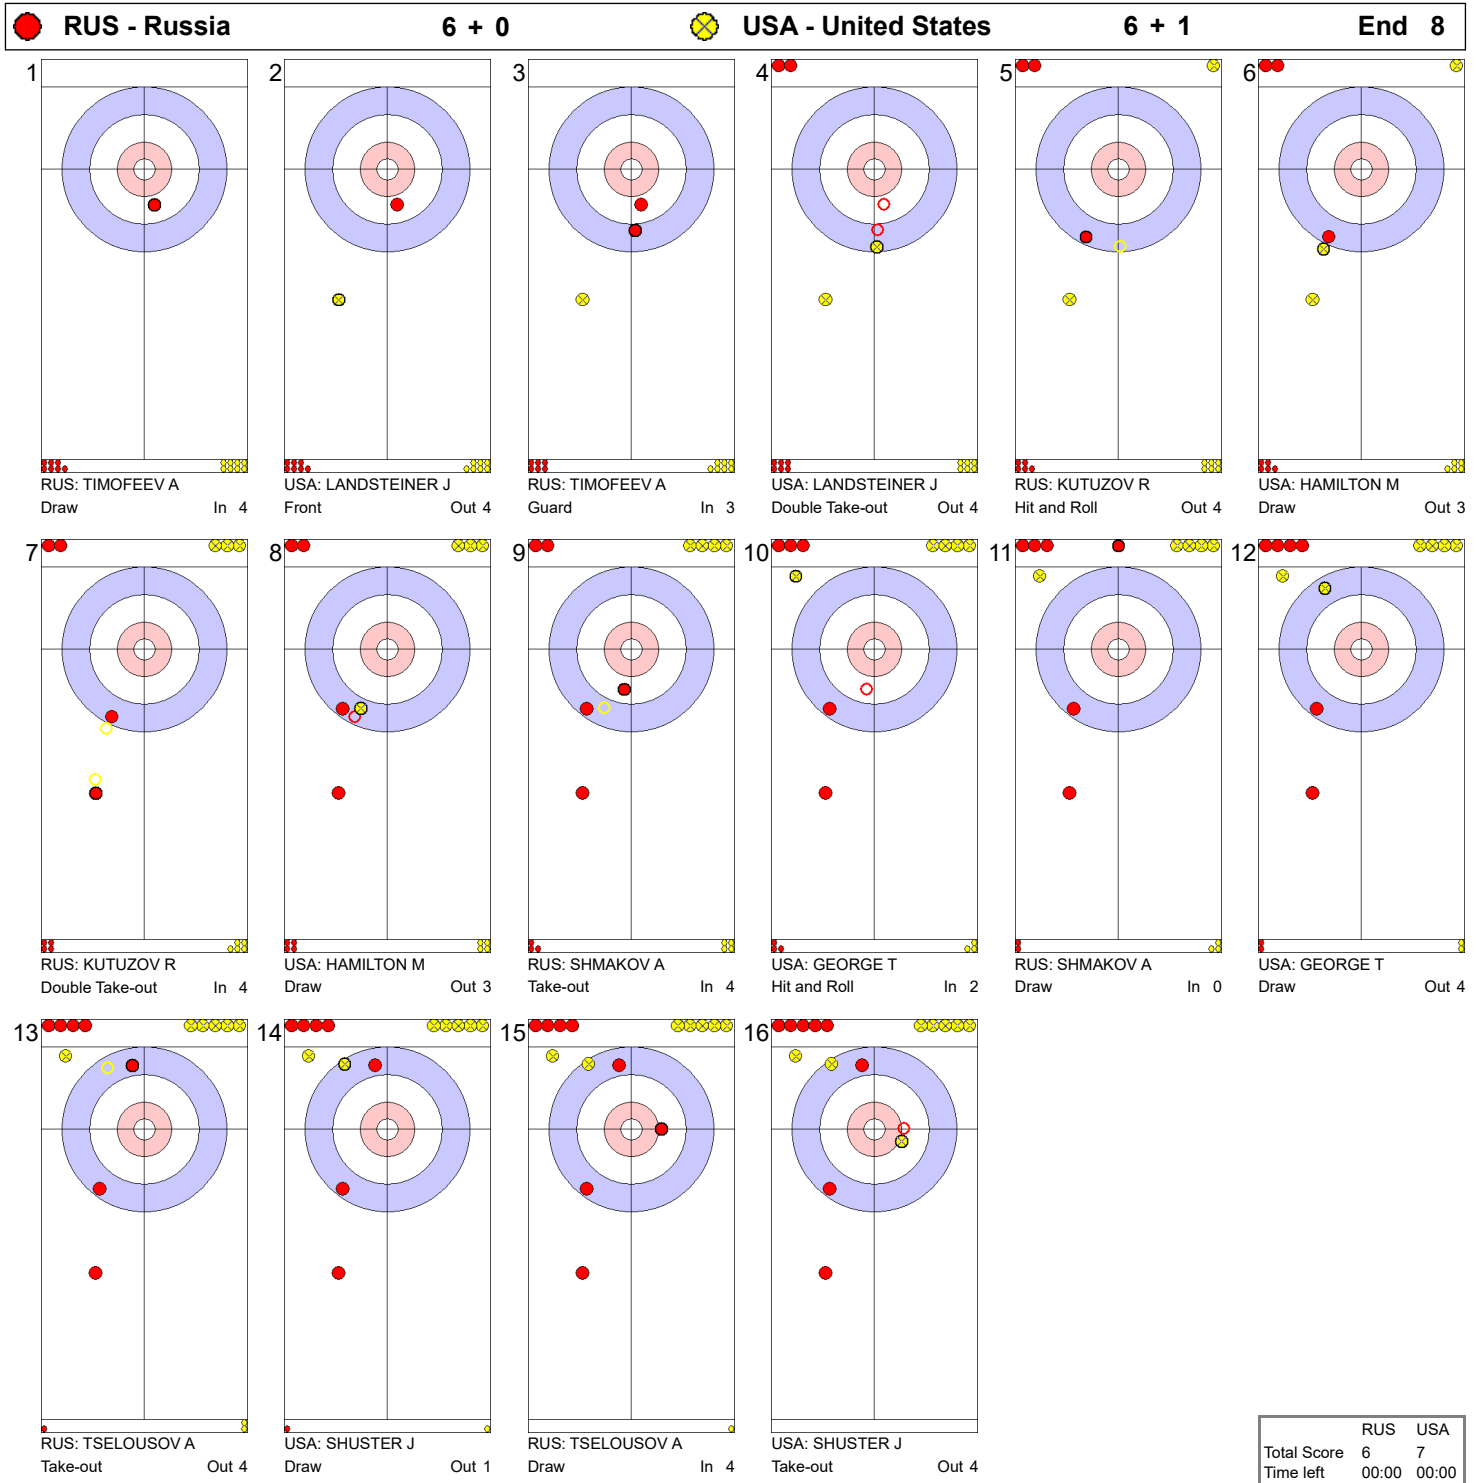 RUS - Russia 6 + 0 USA - United States 6 + 1 End 8
1 2 3 4 5 6
RUS: TIMOFEEV A USA: LANDSTEINER J RUS: TIMOFEEV A USA: LANDSTEINER J RUS: KUTUZOV R USA: HAMILTON M
Draw In 4 Front Out 4 Guard In 3 Double Take-out Out 4 Hit and Roll Out 4 Draw Out 3
7 8 9 10 11 12
RUS: KUTUZOV R USA: HAMILTON M RUS: SHMAKOV A USA: GEORGE T RUS: SHMAKOV A USA: GEORGE T
Double Take-out In 4 Draw Out 3 Take-out In 4 Hit and Roll In 2 Draw In 0 Draw Out 4
13 14 15 16
RUS: TSELOUSOV A USA: SHUSTER J RUS: TSELOUSOV A USA: SHUSTER J
Take-out Out 4 Draw Out 1 Draw In 4 Take-out Out 4
RUS USA
Total Score 6 7
Time left 00:00 00:00